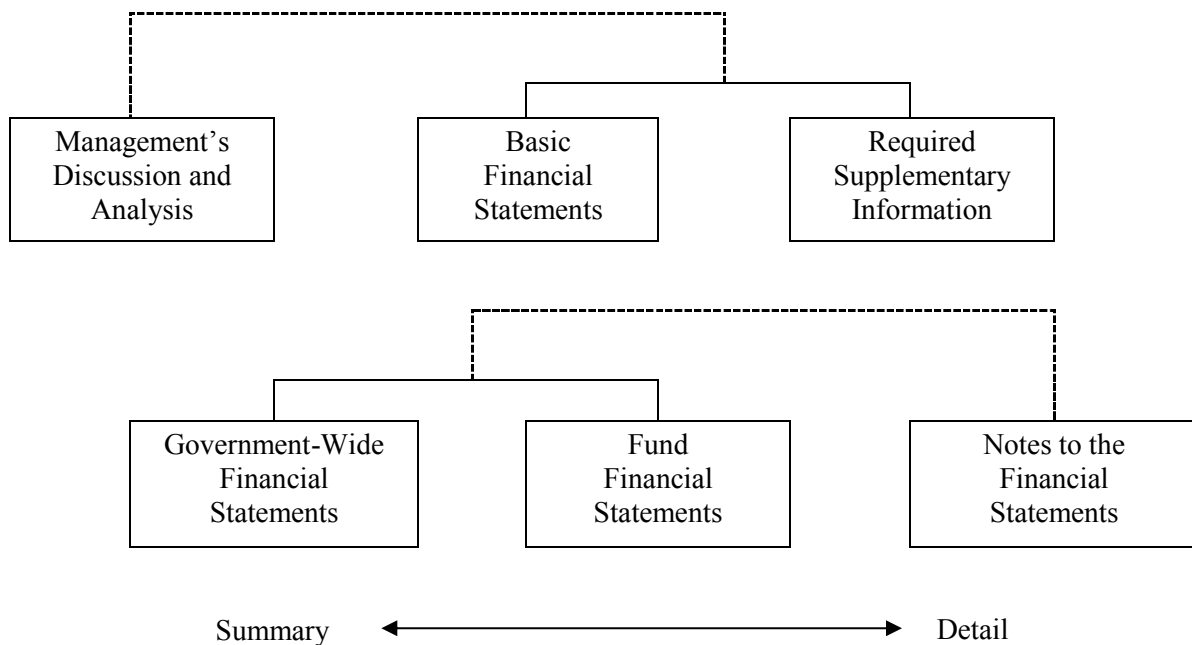 Management’s
Discussion and
Analysis
Basic
Financial
Statements
Required
Supplementary
Information
Government-Wide
Financial
Statements
Fund
Financial
Statements
Notes to the
Financial
Statements
Summary
Detail